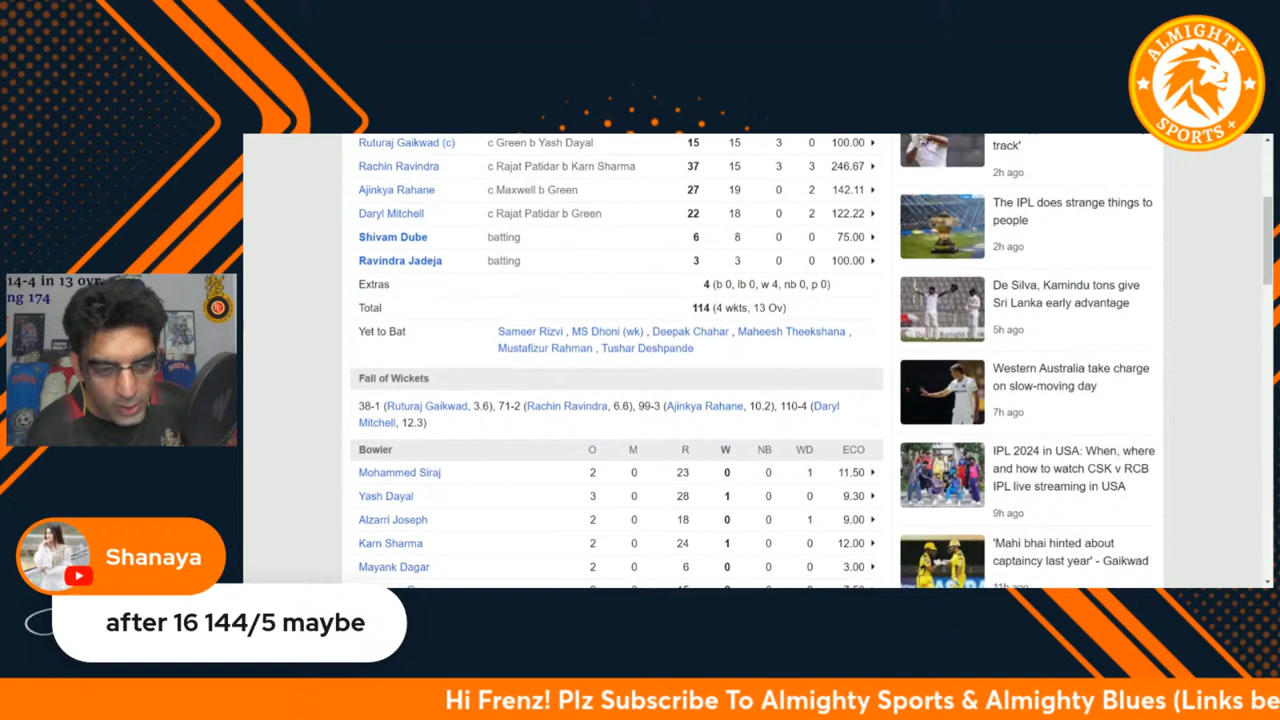 ALMIGHTY
SPORTS+
Ruturaj Gaikwad (c) c Green b Yash Dayal 15 15 3 0 100.00
Rachin Ravindra c Rajat Patidar b Karn Sharma 37 15 3 3 246.67
Ajinkya Rahane c Maxwell b Green 27 19 0 2 142.11
Daryl Mitchell c Rajat Patidar b Green 22 18 0 2 122.22
Shivam Dube batting 6 8 0 0 75.00
Ravindra Jadeja batting 3 3 0 0 100.00
Extras 4 (b 0, lb 0, w 4, nb 0, p 0)
Total 114 (4 wkts, 13 Ov)
Yet to Bat Sameer Rizvi , MS Dhoni (wk) , Deepak Chahar , Maheesh Theekshana ,
Mustafizur Rahman , Tushar Deshpande
Fall of Wickets
38-1 (Ruturaj Gaikwad, 3.6), 71-2 (Rachin Ravindra, 6.6), 99-3 (Ajinkya Rahane, 10.2), 110-4 (Daryl
Mitchell, 12.3)
Bowler O M R W NB WD ECO
Mohammed Siraj 2 0 23 0 0 1 11.50
Yash Dayal 3 0 28 1 0 0 9.30
Alzarri Joseph 2 0 18 0 0 1 9.00
Karn Sharma 2 0 24 1 0 0 12.00
Mayank Dagar 2 0 6 0 0 0 3.00
track'
2h ago
The IPL does strange things to
people
2h ago
De Silva, Kamindu tons give
Sri Lanka early advantage
5h ago
Western Australia take charge
on slow-moving day
7h ago
IPL 2024 in USA: When, where
and how to watch CSK v RCB
IPL live streaming in USA
9h ago
'Mahi bhai hinted about
captaincy last year' - Gaikwad
11h ago
14-4 in 13 ovr.
ng 174
Shanaya
after 16 144/5 maybe
Hi Frenz! Plz Subscribe To Almighty Sports & Almighty Blues (Links be